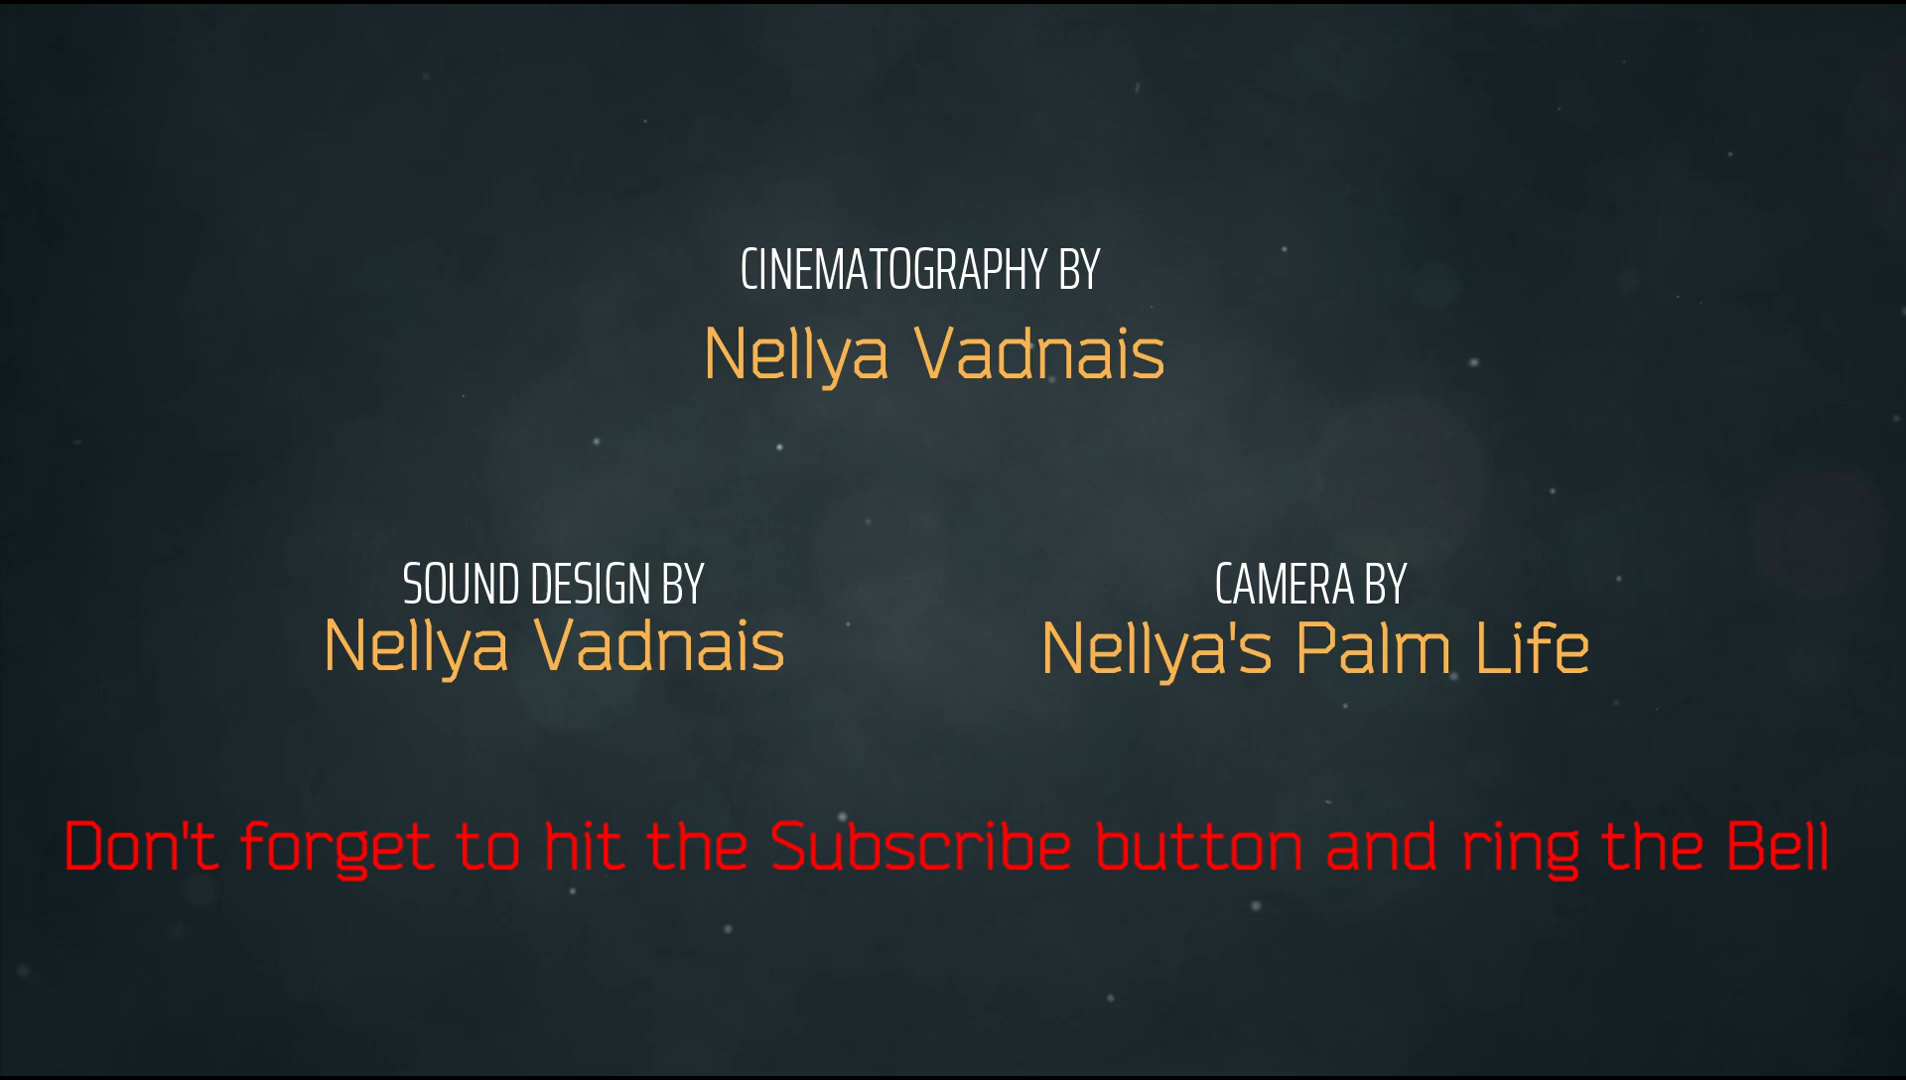 CINEMATOGRAPHY BY
Nellya Vadnais
SOUND DESIGN BY
Nellya Vadnais
CAMERA BY
Nellya's Palm Life
Don't forget to hit the Subscribe button and ring the Bell